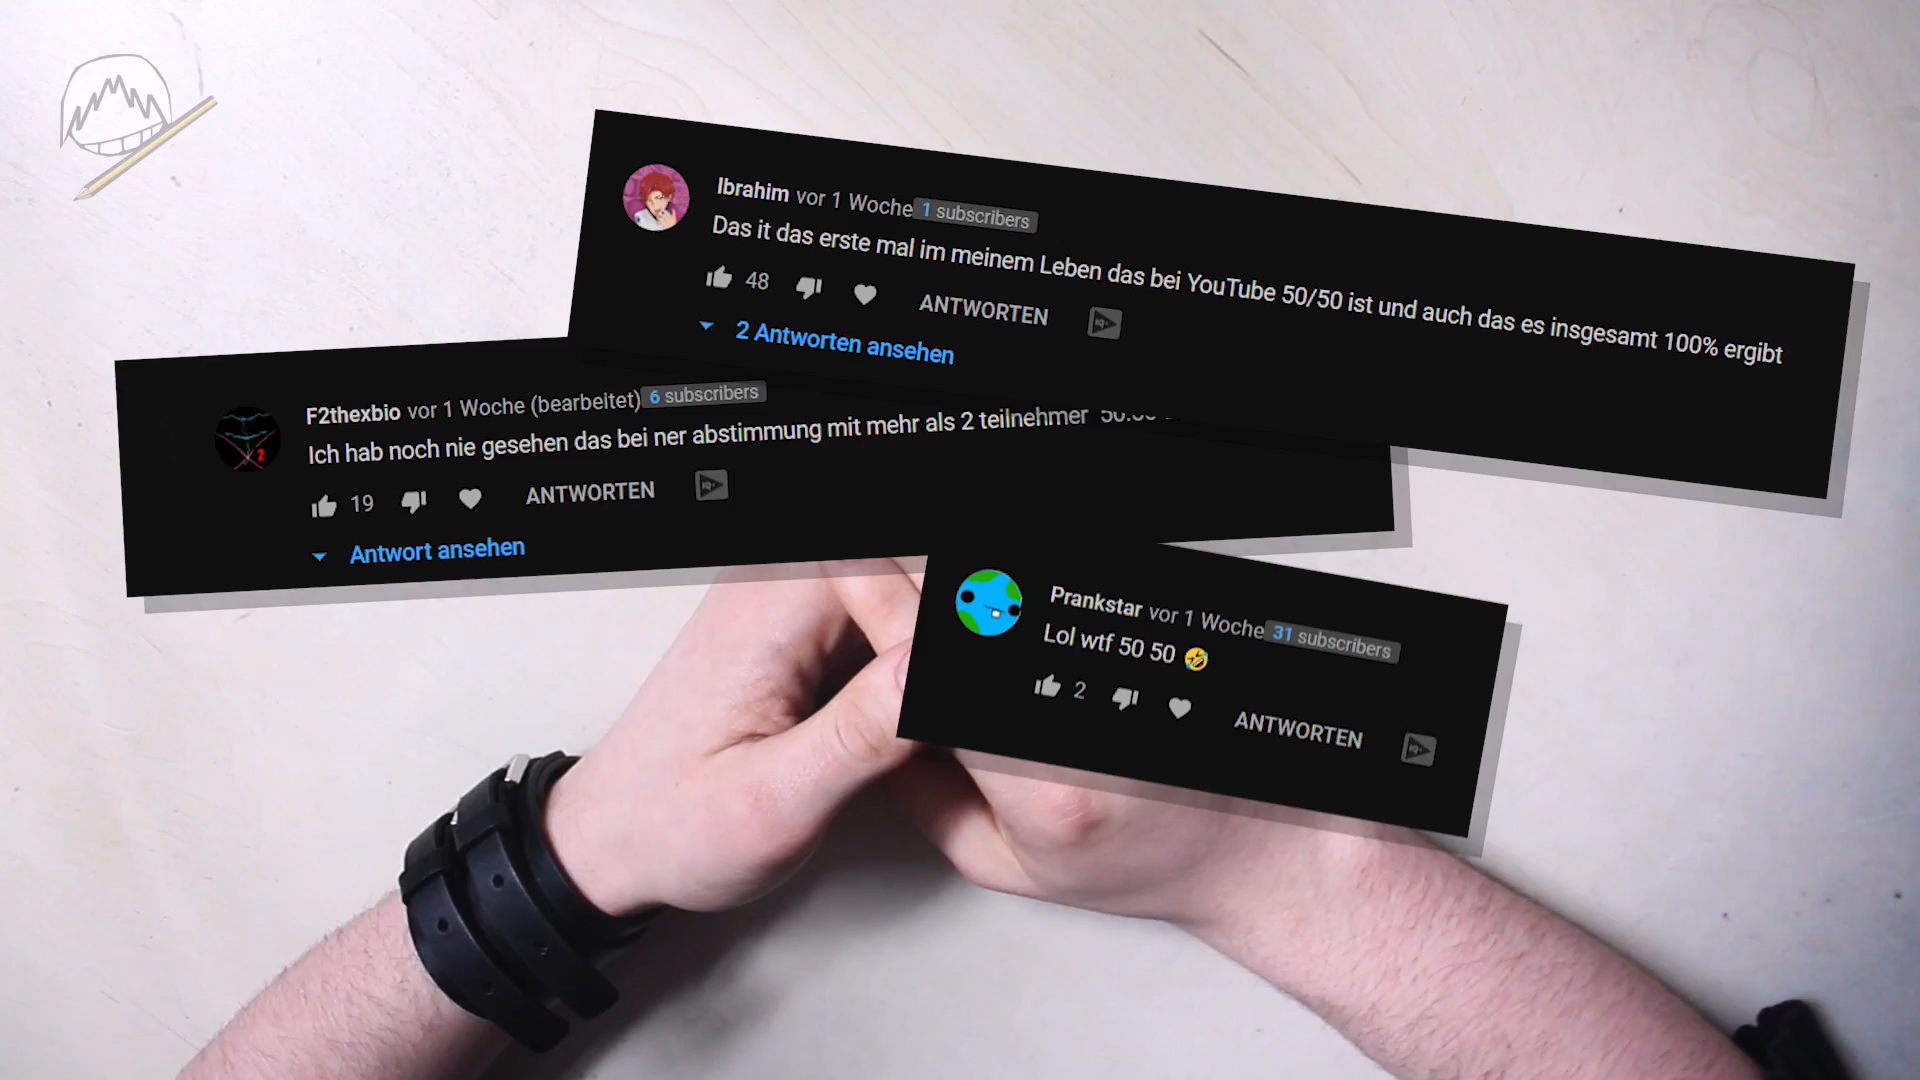 Ibrahim vor 1 Woche 1 subscribers
Das it das erste mal im meinem Leben das bei YouTube 50/50 ist und auch das es insgesamt 100% ergibt
48 ANTWORTEN
2 Antworten ansehen
F2thexbio vor 1 Woche (bearbeitet) 6 subscribers
Ich hab noch nie gesehen das bei ner abstimmung mit mehr als 2 teilnehmer
19 ANTWORTEN
Antwort ansehen
Prankstar vor 1 Woche 31 subscribers
Lol wtf 50 50 🤣
2 ANTWORTEN